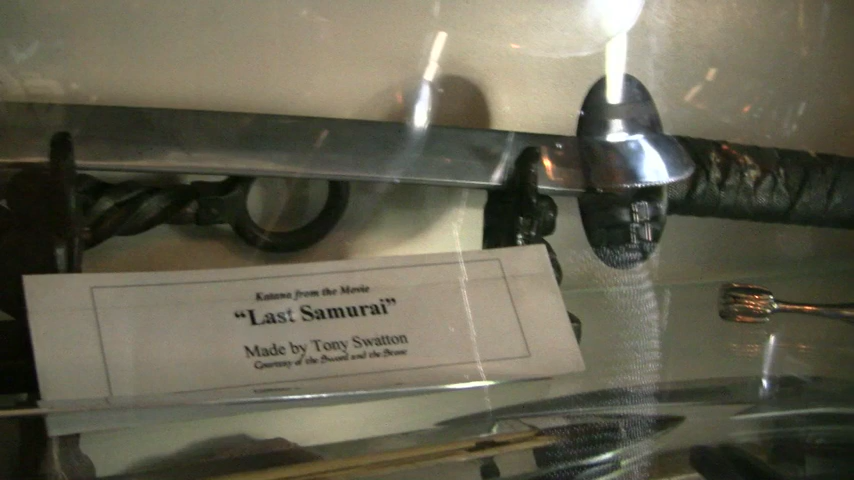 Katana from the Movie
"Last Samurai"
Made by Tony Swatton
Courtesy of the Sword and the Stone